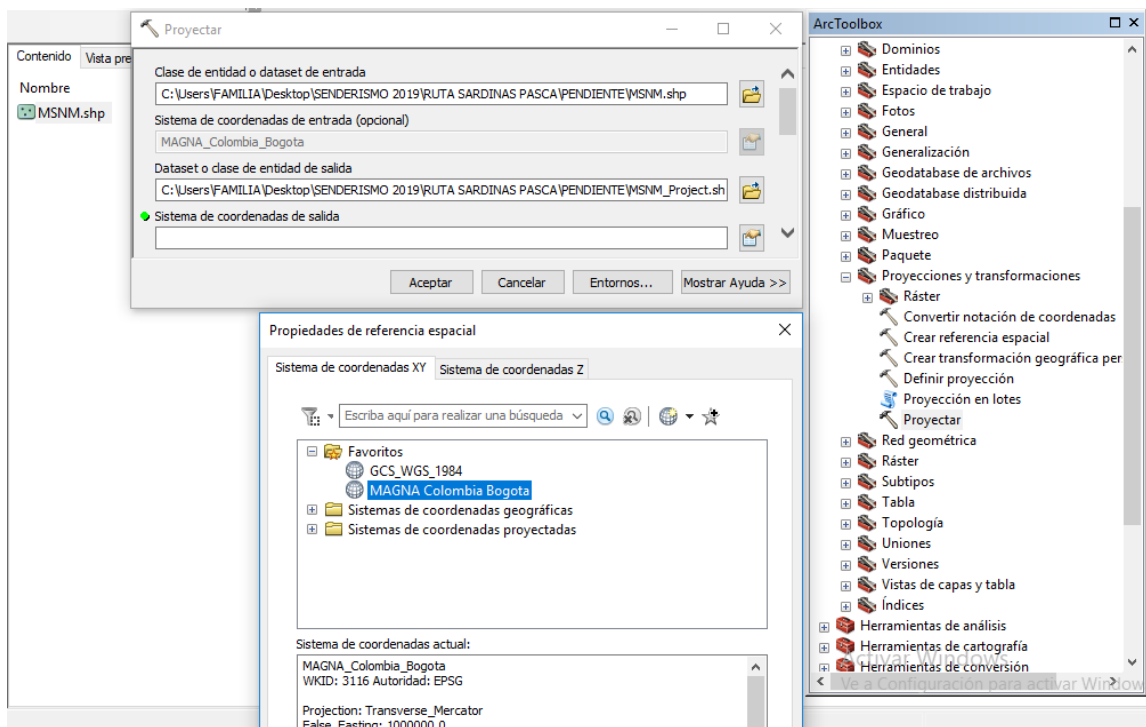 Contenido
Vista pre
Nombre
MSNM.shp
Proyectar
Clase de entidad o dataset de entrada
C:\Users\FAMILIA\Desktop\SENDERISMO 2019\RUTA SARDINAS PASCA\PENDIENTE\MSNM.shp
Sistema de coordenadas de entrada (opcional)
MAGNA_Colombia_Bogota
Dataset o clase de entidad de salida
C:\Users\FAMILIA\Desktop\SENDERISMO 2019\RUTA SARDINAS PASCA\PENDIENTE\MSNM_Project.sh
Sistema de coordenadas de salida
Aceptar
Cancelar
Entornos...
Mostrar Ayuda >>
Propiedades de referencia espacial
Sistema de coordenadas XY
Sistema de coordenadas Z
Escriba aquí para realizar una búsqueda
Favoritos
GCS_WGS_1984
MAGNA Colombia Bogota
Sistemas de coordenadas geográficas
Sistemas de coordenadas proyectadas
Sistema de coordenadas actual:
MAGNA_Colombia_Bogota
WKID: 3116 Autoridad: EPSG
Projection: Transverse_Mercator
False_Easting: 1000000,0
ArcToolbox
Dominios
Entidades
Espacio de trabajo
Fotos
General
Generalización
Geodatabase de archivos
Geodatabase distribuida
Gráfico
Muestreo
Paquete
Proyecciones y transformaciones
Ráster
Convertir notación de coordenadas
Crear referencia espacial
Crear transformación geográfica per
Definir proyección
Proyección en lotes
Proyectar
Red geométrica
Ráster
Subtipos
Tabla
Topología
Uniones
Versiones
Vistas de capas y tabla
Índices
Herramientas de análisis
Herramientas de cartografía
Herramientas de conversión
Activar Windows
Ve a Configuración para activar Window